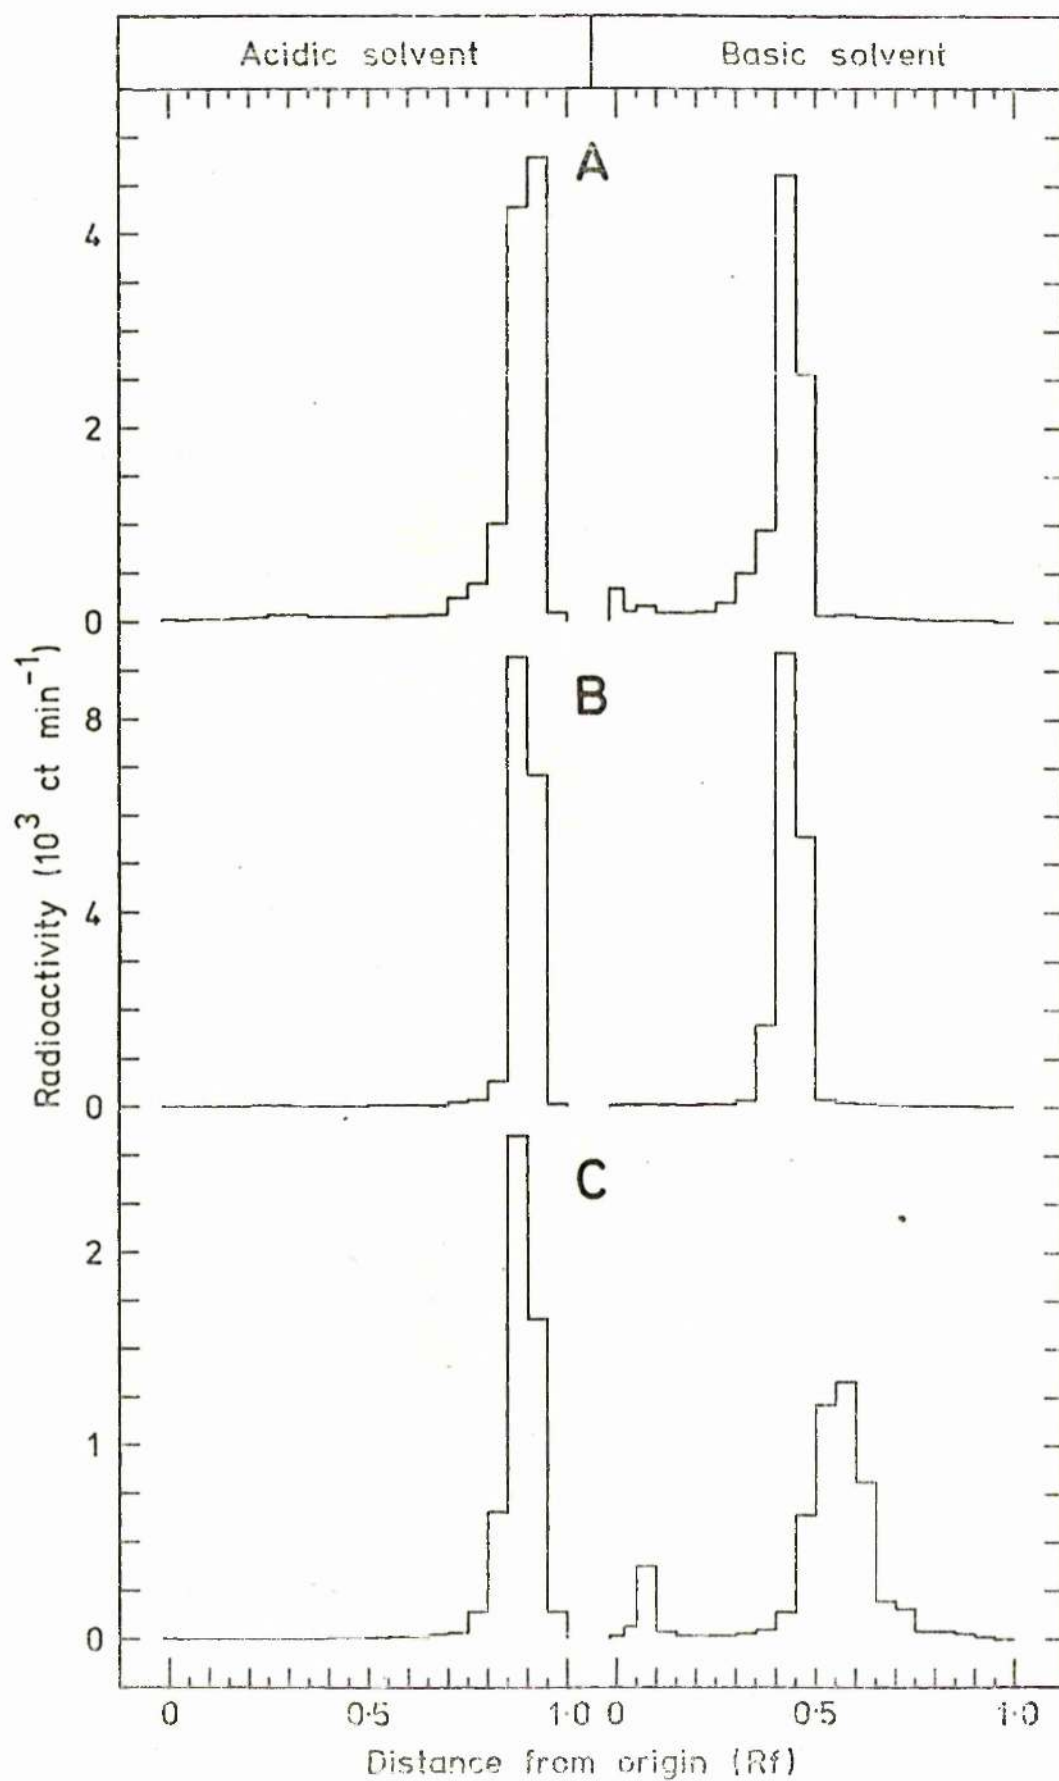 Acidic solvent
Basic solvent
A
4
2
0
B
8
4
0
C
2
1
0
Radioactivity (10³ ct min⁻¹)
0 0·5 1·0 0 0·5 1·0
Distance from origin (Rf)